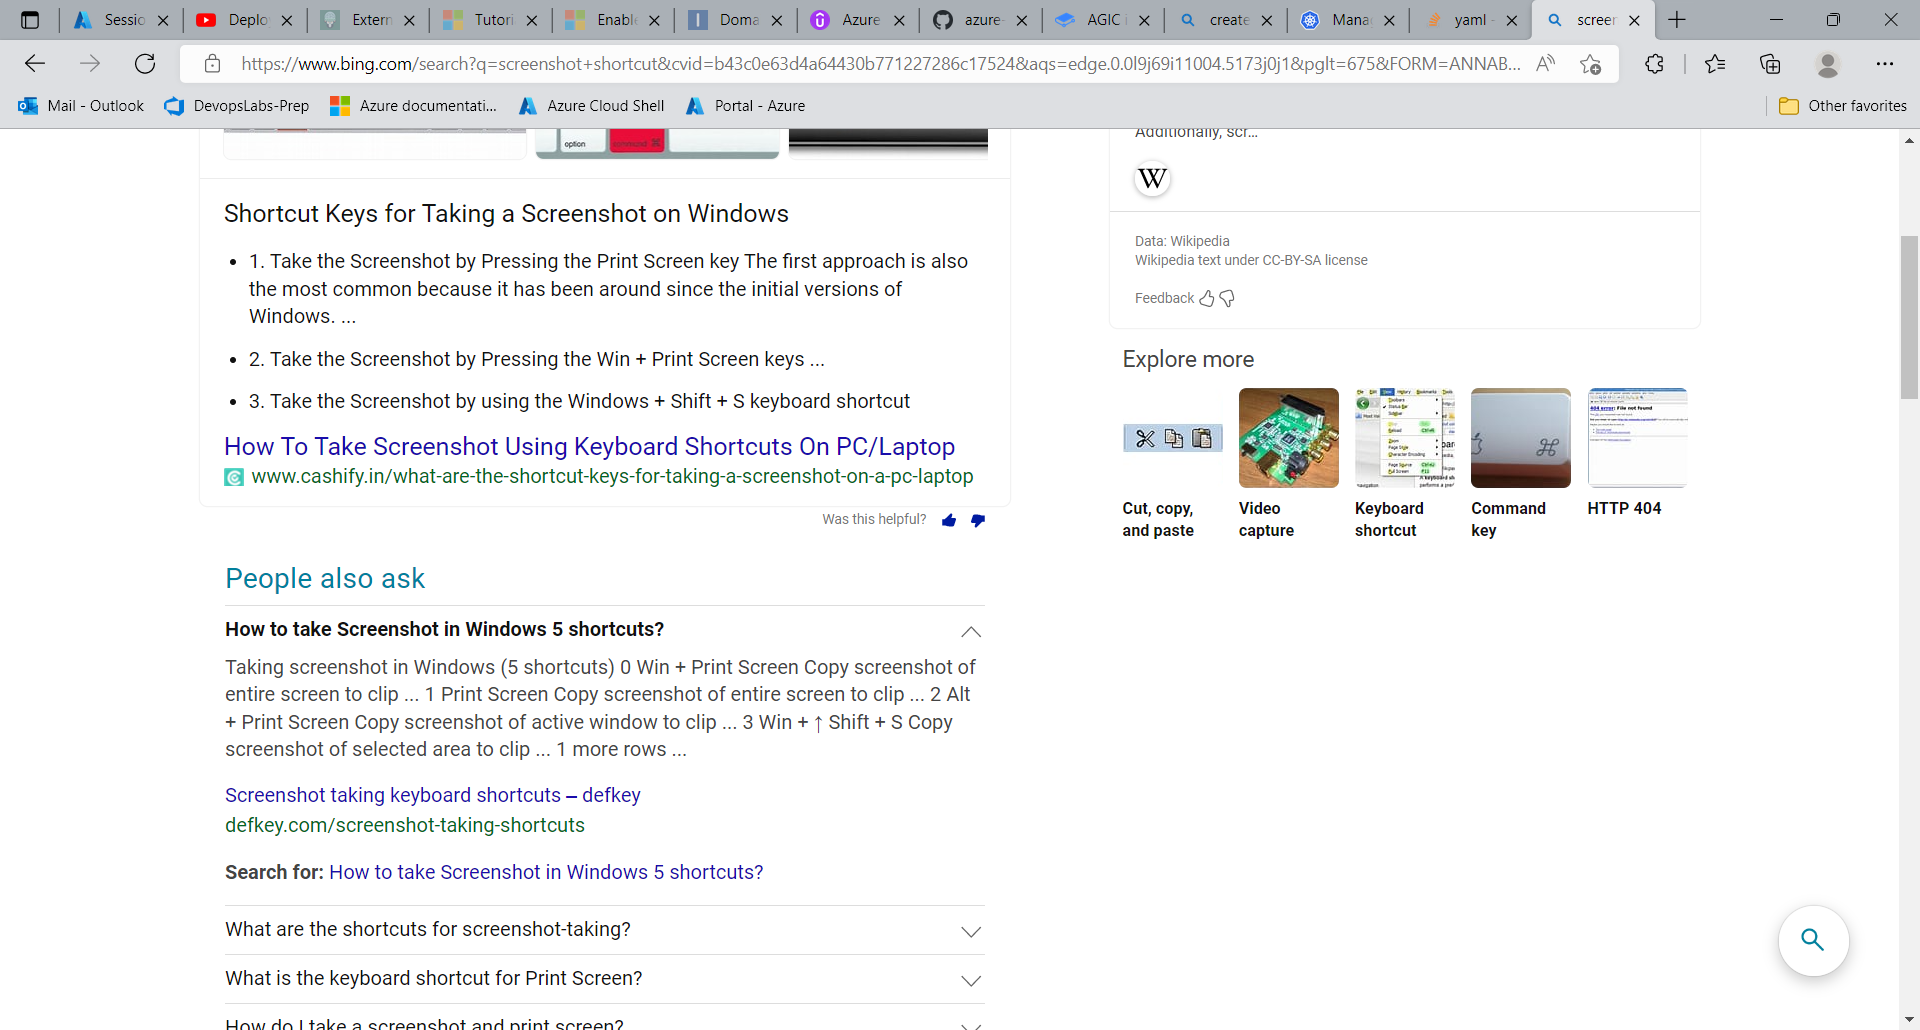 Sessio
Deplo
Extern
Tutori
Enable
Doma
Azure
azure-
AGIC i
create
Mana
yaml -
screen
https://www.bing.com/search?q=screenshot+shortcut&cvid=b43c0e63d4a64430b771227286c17524&aqs=edge.0.0l9j69i11004.5173j0j1&pglt=675&FORM=ANNAB...
Mail - Outlook
DevopsLabs-Prep
Azure documentati...
Azure Cloud Shell
Portal - Azure
Other favorites
option
command ⌘
Shortcut Keys for Taking a Screenshot on Windows
• 1. Take the Screenshot by Pressing the Print Screen key The first approach is also
the most common because it has been around since the initial versions of
Windows. ...
• 2. Take the Screenshot by Pressing the Win + Print Screen keys ...
• 3. Take the Screenshot by using the Windows + Shift + S keyboard shortcut
How To Take Screenshot Using Keyboard Shortcuts On PC/Laptop
www.cashify.in/what-are-the-shortcut-keys-for-taking-a-screenshot-on-a-pc-laptop
Was this helpful?
People also ask
How to take Screenshot in Windows 5 shortcuts?
Taking screenshot in Windows (5 shortcuts) 0 Win + Print Screen Copy screenshot of
entire screen to clip ... 1 Print Screen Copy screenshot of entire screen to clip ... 2 Alt
+ Print Screen Copy screenshot of active window to clip ... 3 Win + ↑ Shift + S Copy
screenshot of selected area to clip ... 1 more rows ...
Screenshot taking keyboard shortcuts ‒ defkey
defkey.com/screenshot-taking-shortcuts
Search for: How to take Screenshot in Windows 5 shortcuts?
What are the shortcuts for screenshot-taking?
What is the keyboard shortcut for Print Screen?
How do I take a screenshot and print screen?
Additionally, scr...
W
Data: Wikipedia
Wikipedia text under CC-BY-SA license
Feedback
Explore more
404 error: File not found
Cut, copy,
and paste
Video
capture
Keyboard
shortcut
Command
key
HTTP 404